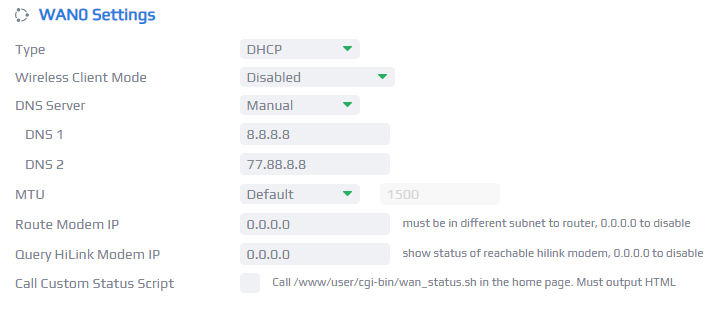 WAN0 Settings
Type DHCP
Wireless Client Mode Disabled
DNS Server Manual
DNS 1 8.8.8.8
DNS 2 77.88.8.8
MTU Default 1500
Route Modem IP 0.0.0.0 must be in different subnet to router, 0.0.0.0 to disable
Query HiLink Modem IP 0.0.0.0 show status of reachable hilink modem, 0.0.0.0 to disable
Call Custom Status Script Call /www/user/cgi-bin/wan_status.sh in the home page. Must output HTML